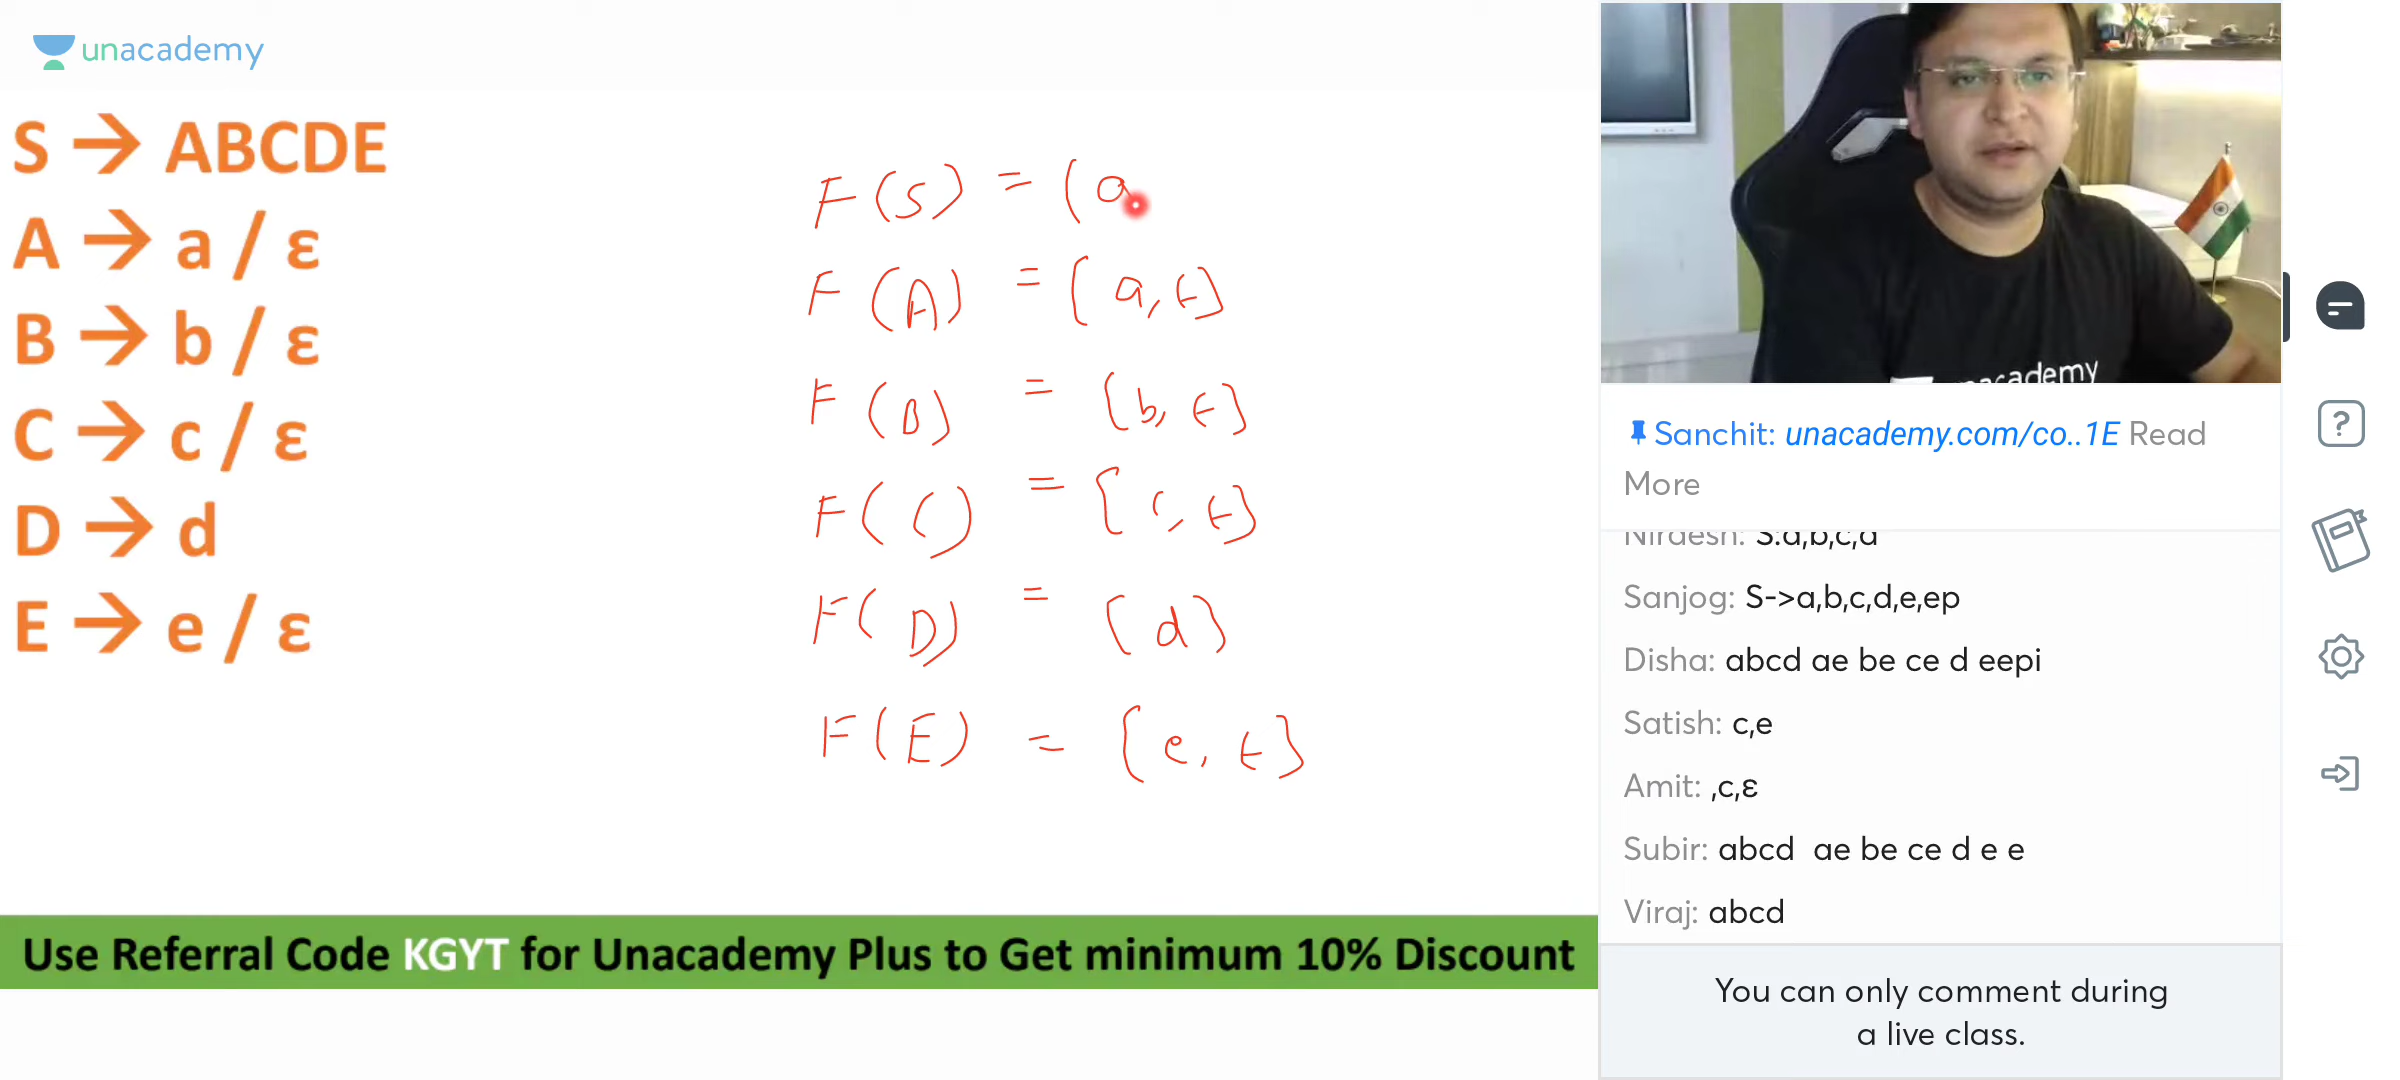 unacademy
S → ABCDE
A → a / ε
B → b / ε
C → c / ε
D → d
E → e / ε
F(S) = {a
F(A) = {a, ε}
F(B) = {b, ε}
F(C) = {c, ε}
F(D) = {d}
F(E) = {e, ε}
Use Referral Code KGYT for Unacademy Plus to Get minimum 10% Discount
unacademy
Sanchit: unacademy.com/co..1E Read
More
Nirdesh: S:a,b,c,d
Sanjog: S->a,b,c,d,e,ep
Disha: abcd ae be ce d eepi
Satish: c,e
Amit: ,c,ε
Subir: abcd  ae be ce d e e
Viraj: abcd
You can only comment during
a live class.